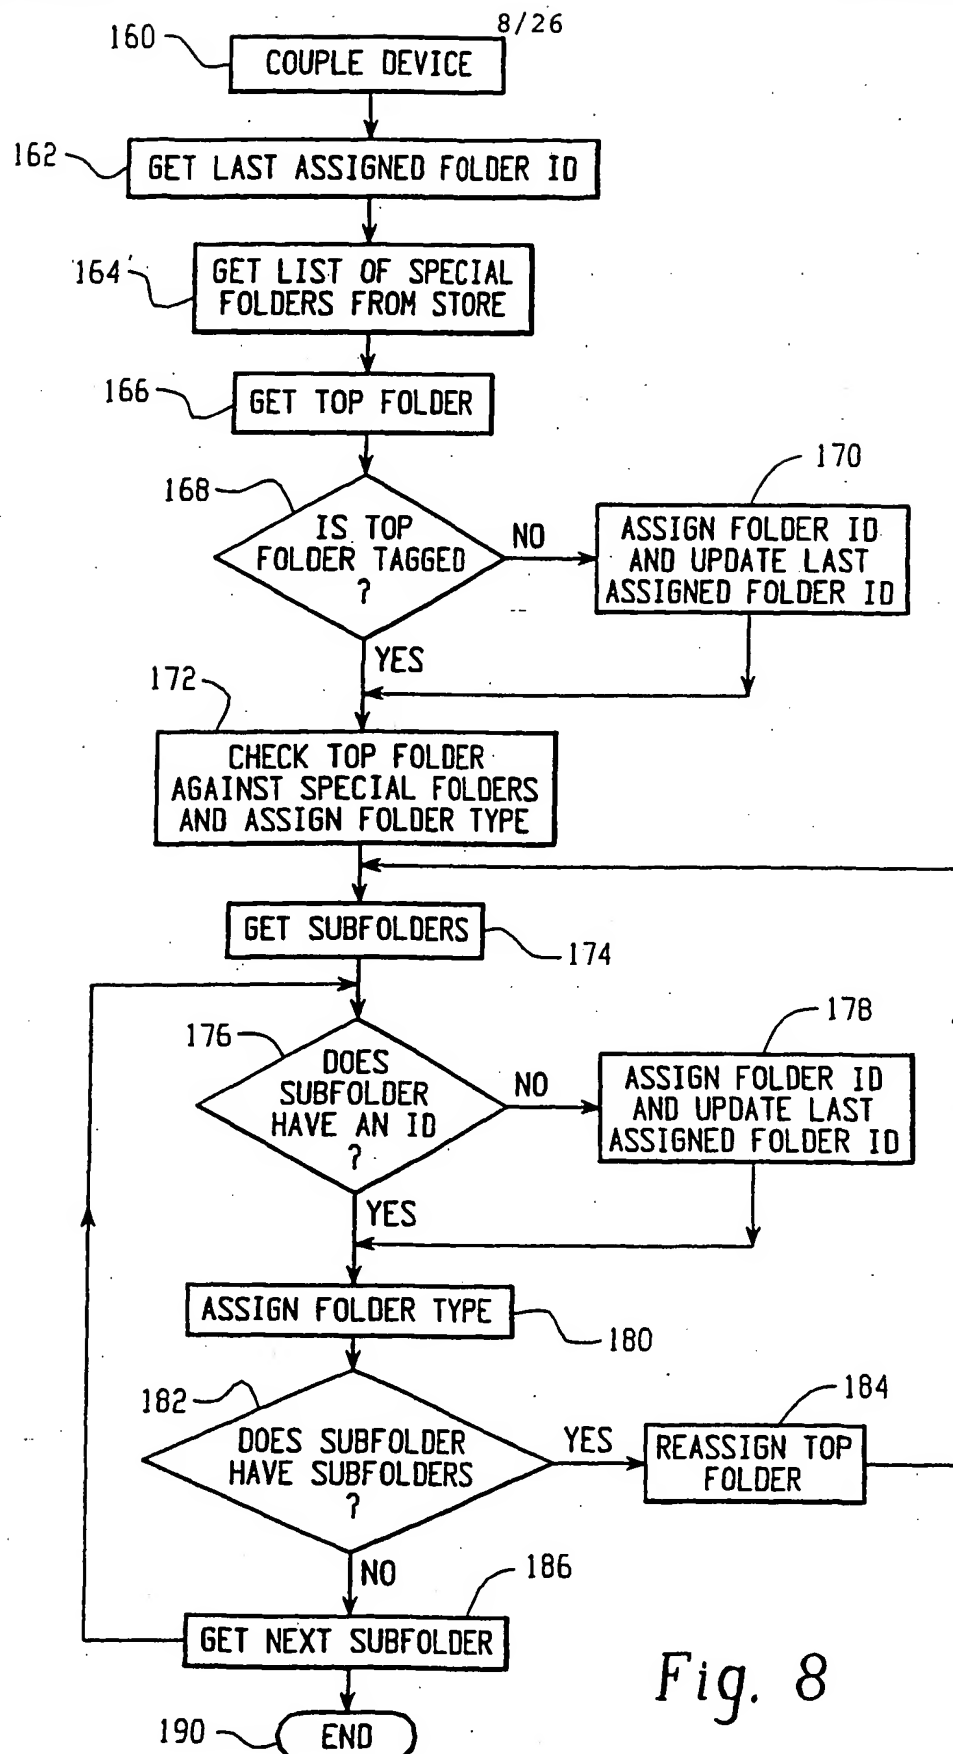 8/26
160
COUPLE DEVICE
162
GET LAST ASSIGNED FOLDER ID
164
GET LIST OF SPECIAL
FOLDERS FROM STORE
166
GET TOP FOLDER
168
IS TOP
FOLDER TAGGED
?
NO
170
ASSIGN FOLDER ID
AND UPDATE LAST
ASSIGNED FOLDER ID
YES
172
CHECK TOP FOLDER
AGAINST SPECIAL FOLDERS
AND ASSIGN FOLDER TYPE
GET SUBFOLDERS
174
176
DOES
SUBFOLDER
HAVE AN ID
?
NO
178
ASSIGN FOLDER ID
AND UPDATE LAST
ASSIGNED FOLDER ID
YES
ASSIGN FOLDER TYPE
180
182
DOES SUBFOLDER
HAVE SUBFOLDERS
?
YES
184
REASSIGN TOP
FOLDER
NO
186
GET NEXT SUBFOLDER
190
END
Fig. 8